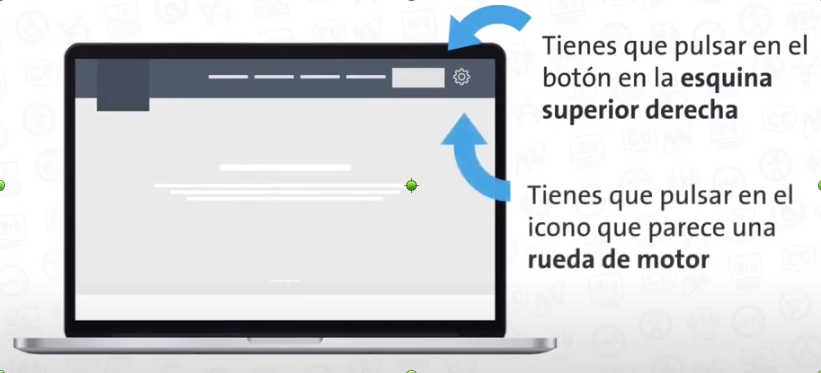 Tienes que pulsar en el
botón en la esquina
superior derecha
Tienes que pulsar en el
icono que parece una
rueda de motor